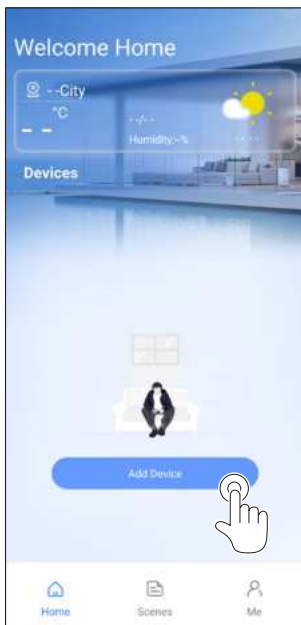 Welcome Home
--City
°C
-- --/--
Humidity:--%
-- --
Devices
Add Device
Home Scenes Me